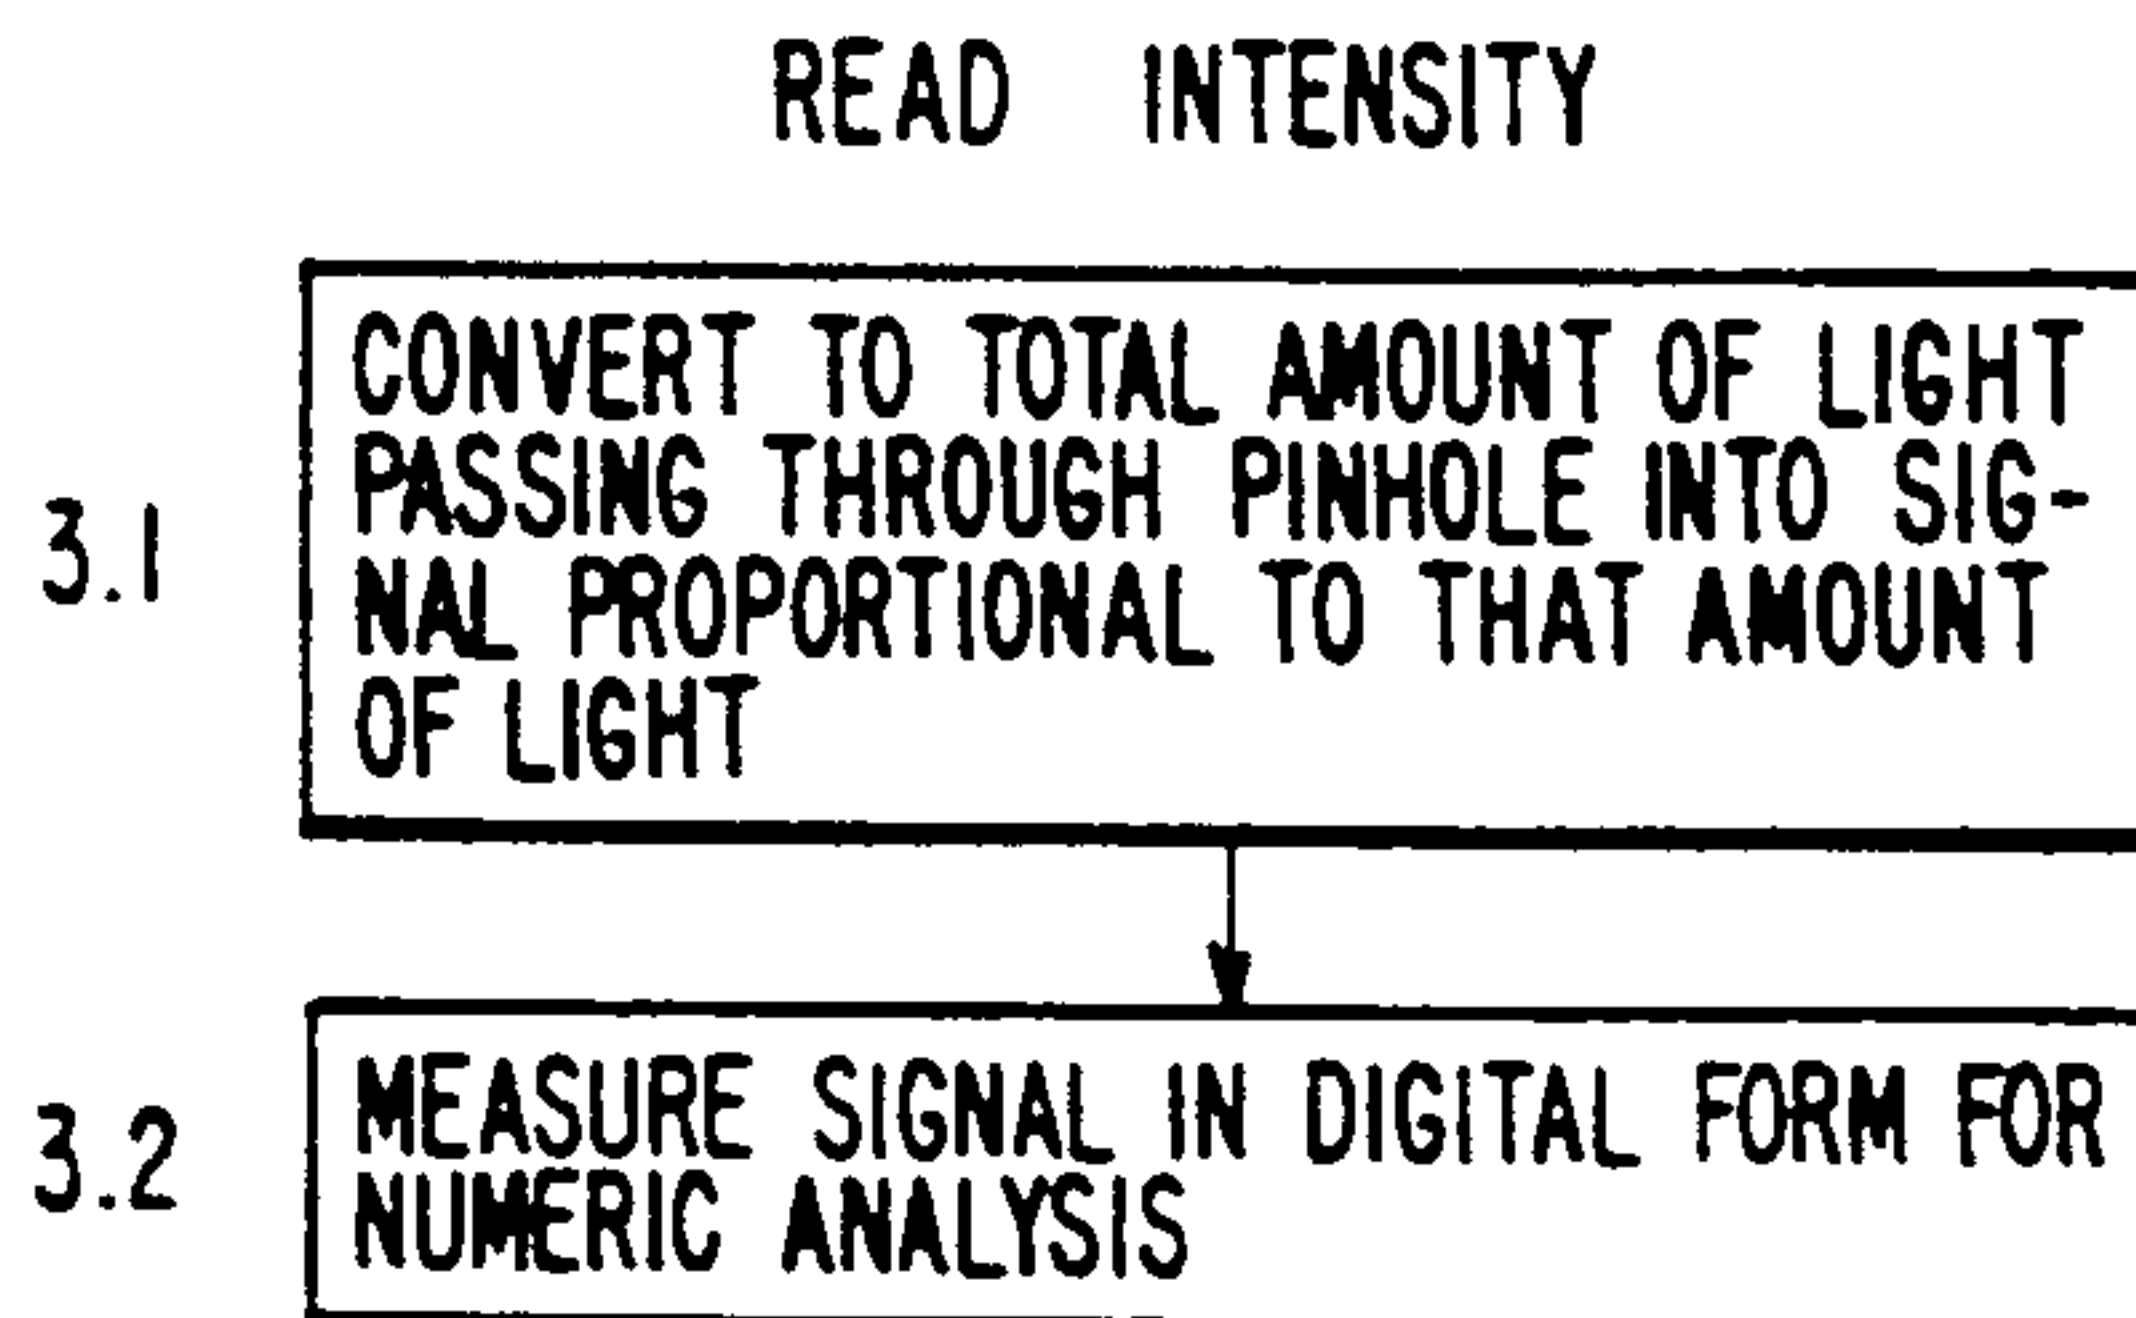 READ INTENSITY
CONVERT TO TOTAL AMOUNT OF LIGHT
PASSING THROUGH PINHOLE INTO SIG-
3.1
NAL PROPORTIONAL TO THAT AMOUNT
OF LIGHT
MEASURE SIGNAL IN DIGITAL FORM FOR
3.2
NUMERIC ANALYSIS